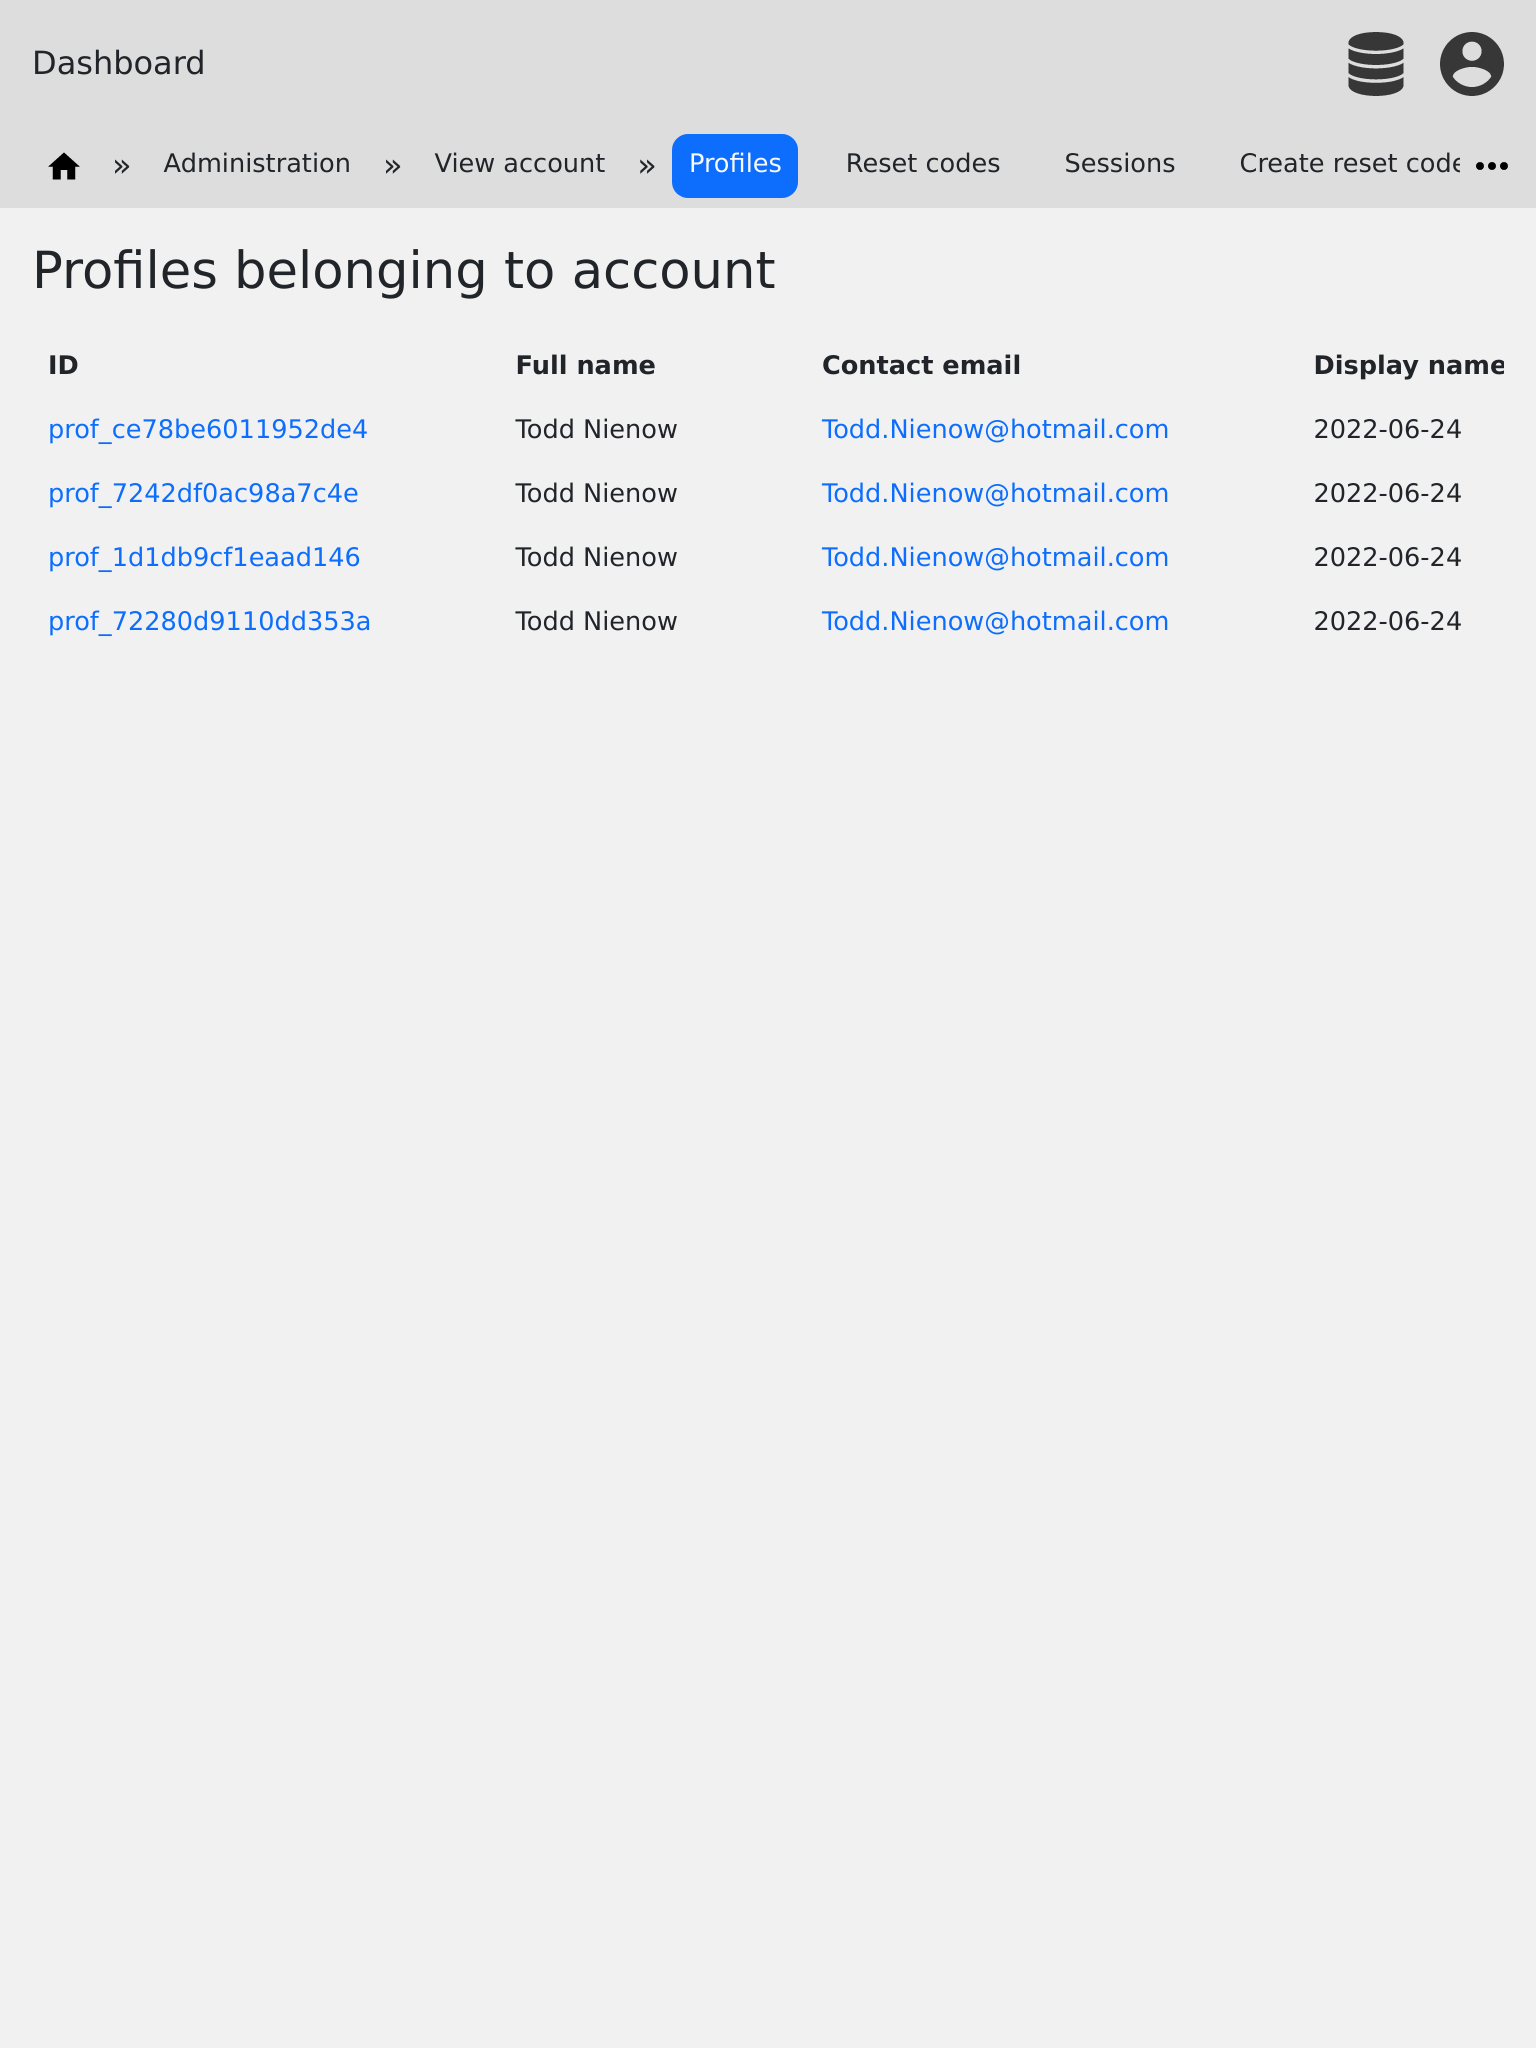 Dashboard
» Administration » View account » Profiles Reset codes Sessions Create reset code
Profiles belonging to account
ID Full name Contact email Display name
prof_ce78be6011952de4 Todd Nienow Todd.Nienow@hotmail.com 2022-06-24
prof_7242df0ac98a7c4e Todd Nienow Todd.Nienow@hotmail.com 2022-06-24
prof_1d1db9cf1eaad146 Todd Nienow Todd.Nienow@hotmail.com 2022-06-24
prof_72280d9110dd353a Todd Nienow Todd.Nienow@hotmail.com 2022-06-24